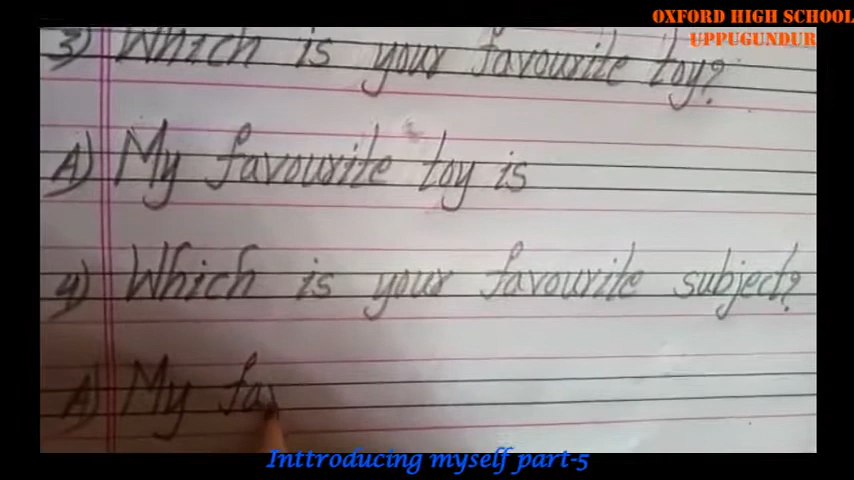 OXFORD HIGH SCHOOL
UPPUGUNDUR
3) Which is your favourite toy?
A) My favourite toy is
4) Which is your favourite subject?
A) My fav
Inttroducing myself part-5